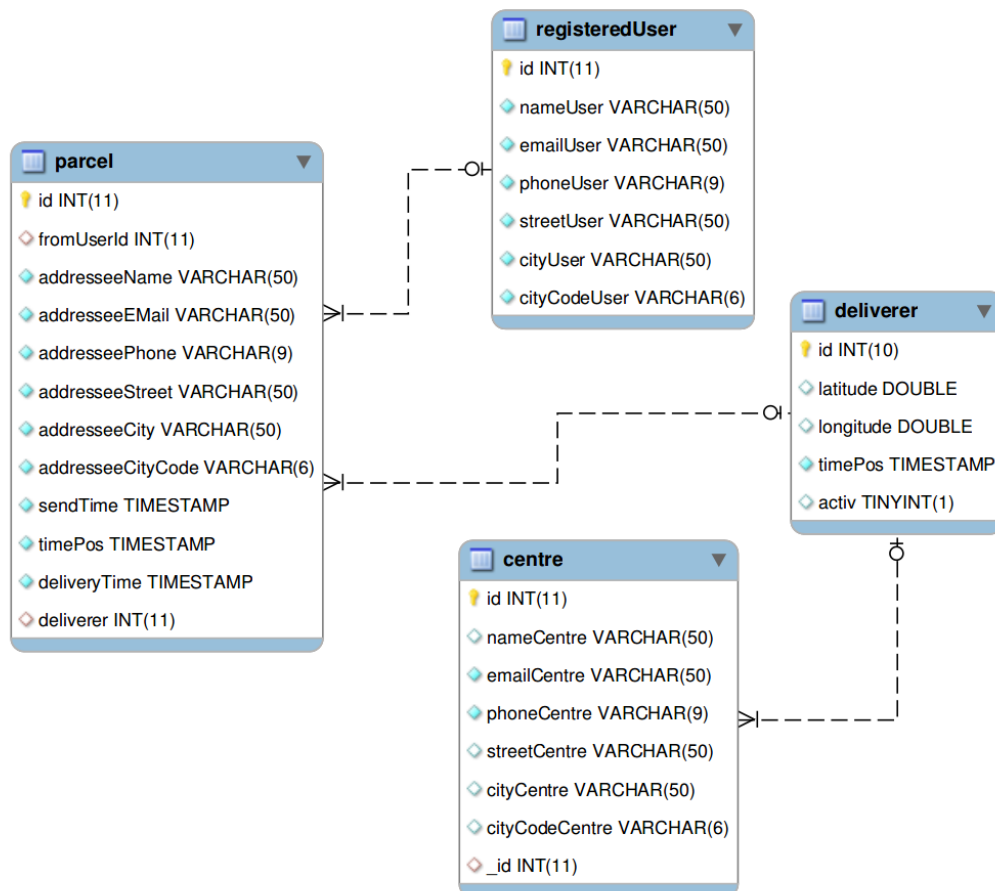 registeredUser
id INT(11)
nameUser VARCHAR(50)
emailUser VARCHAR(50)
phoneUser VARCHAR(9)
streetUser VARCHAR(50)
cityUser VARCHAR(50)
cityCodeUser VARCHAR(6)
parcel
id INT(11)
fromUserId INT(11)
addresseeName VARCHAR(50)
addresseeEMail VARCHAR(50)
addresseePhone VARCHAR(9)
addresseeStreet VARCHAR(50)
addresseeCity VARCHAR(50)
addresseeCityCode VARCHAR(6)
sendTime TIMESTAMP
timePos TIMESTAMP
deliveryTime TIMESTAMP
deliverer INT(11)
deliverer
id INT(10)
latitude DOUBLE
longitude DOUBLE
timePos TIMESTAMP
activ TINYINT(1)
centre
id INT(11)
nameCentre VARCHAR(50)
emailCentre VARCHAR(50)
phoneCentre VARCHAR(9)
streetCentre VARCHAR(50)
cityCentre VARCHAR(50)
cityCodeCentre VARCHAR(6)
_id INT(11)